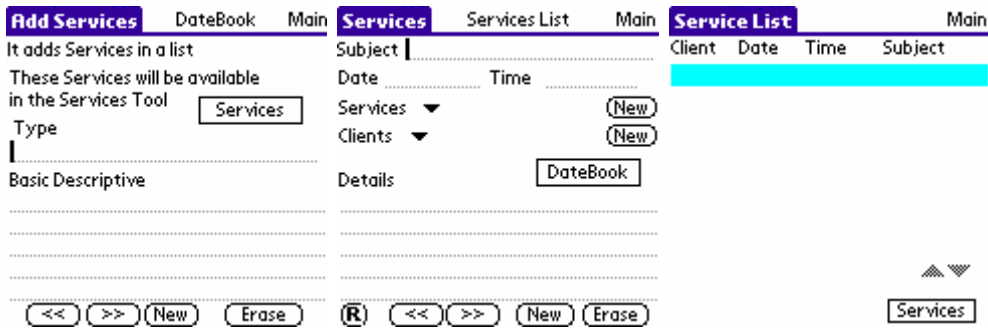 Add Services DateBook Main
It adds Services in a list
These Services will be available
in the Services Tool
Services
Type
Basic Descriptive
<< >> New Erase
Services Services List Main
Subject
Date Time
Services New
Clients New
DateBook
Details
R << >> New Erase
Service List Main
Client Date Time Subject
Services